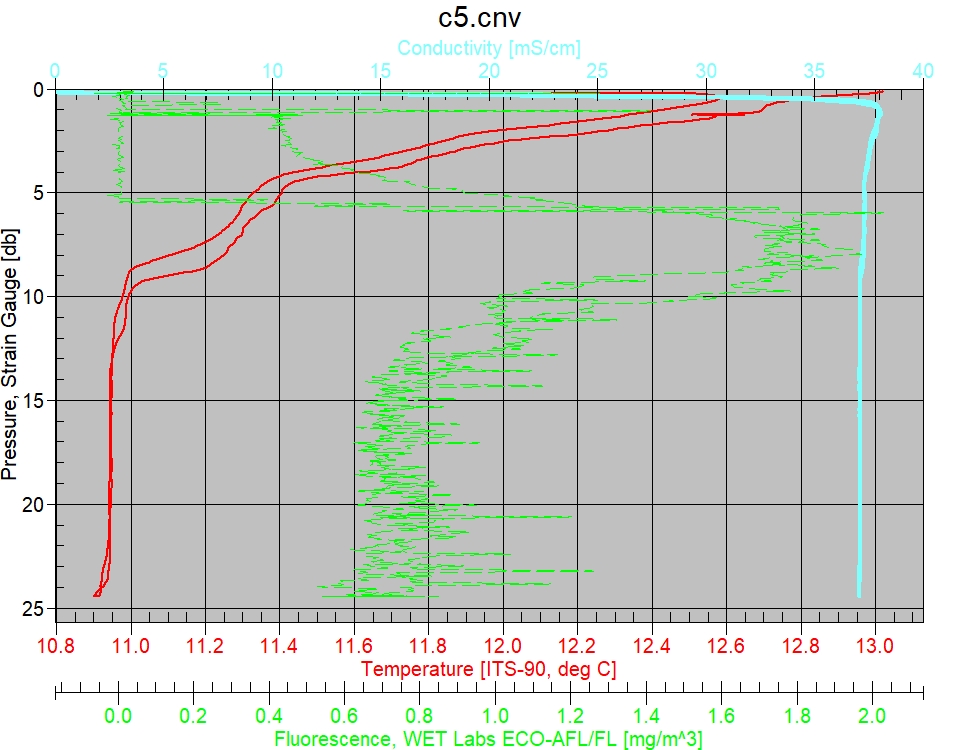 c5.cnv
Conductivity [mS/cm]
0 5 10 15 20 25 30 35 40
Pressure, Strain Gauge [db]
0
5
10
15
20
25
10.8 11.0 11.2 11.4 11.6 11.8 12.0 12.2 12.4 12.6 12.8 13.0
Temperature [ITS-90, deg C]
0.0 0.2 0.4 0.6 0.8 1.0 1.2 1.4 1.6 1.8 2.0
Fluorescence, WET Labs ECO-AFL/FL [mg/m^3]